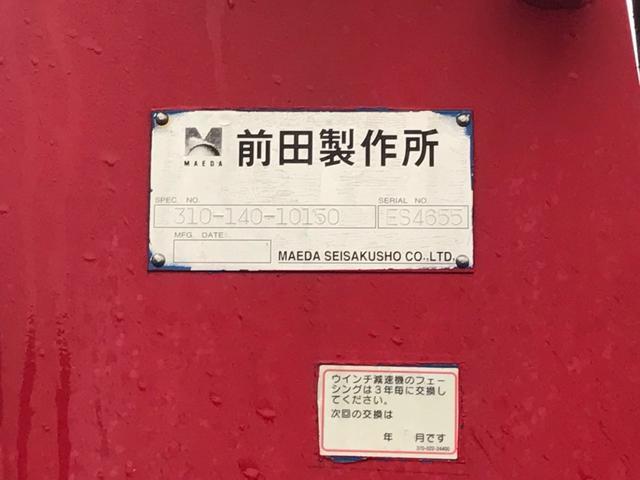 MAEDA
前田製作所
SPEC. NO.
SERIAL NO.
310-140-10150
ES4655
MFG. DATE
MAEDA SEISAKUSHO CO.,LTD.
ウインチ減速機のフェー
シングは3年毎に交換し
てください。
次回の交換は
年 月です